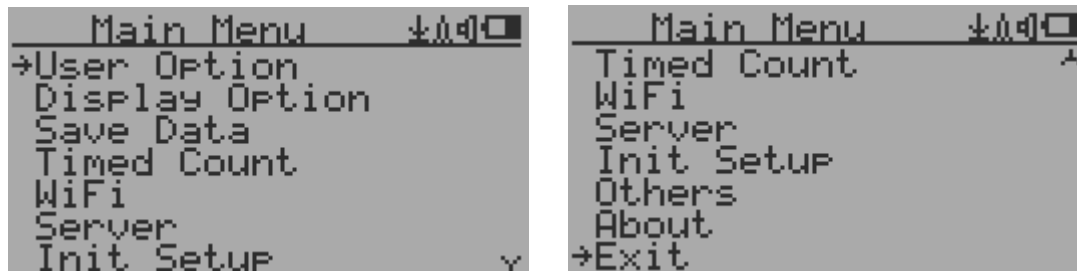 Main Menu
→User Option
Display Option
Save Data
Timed Count
WiFi
Server
Init Setup
Main Menu
Timed Count
WiFi
Server
Init Setup
Others
About
→Exit